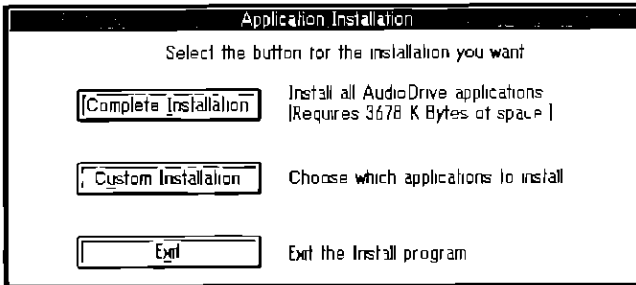 Application Installation
Select the button for the installation you want
Complete Installation
Install all AudioDrive applications
[Requires 3678 K Bytes of space.]
Custom Installation
Choose which applications to install
Exit
Exit the Install program